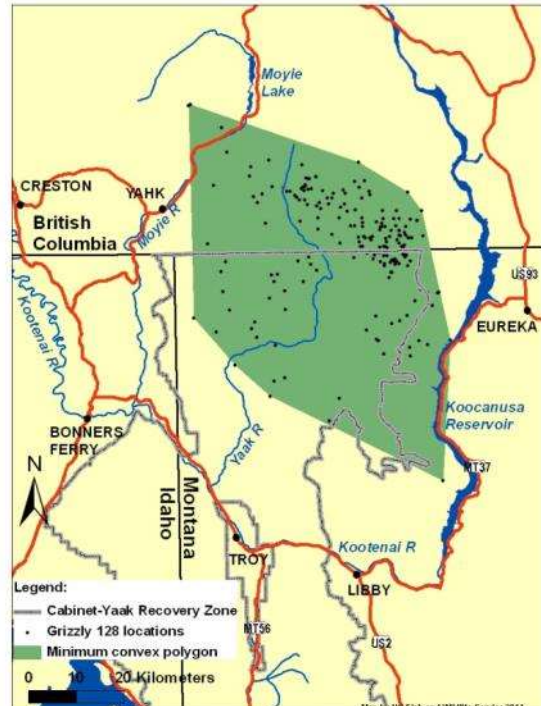 Moyie
Lake
CRESTON
YAHK
British
Columbia
Moyie R
US93
EUREKA
Kootenai R
Koocanusa
Reservoir
BONNERS
FERRY
Yaak R
N
MT37
Montana
Idaho
Kootenai R
TROY
LIBBY
Legend:
Cabinet-Yaak Recovery Zone
Grizzly 128 locations
Minimum convex polygon
MT56
US2
0 10 20 Kilometers